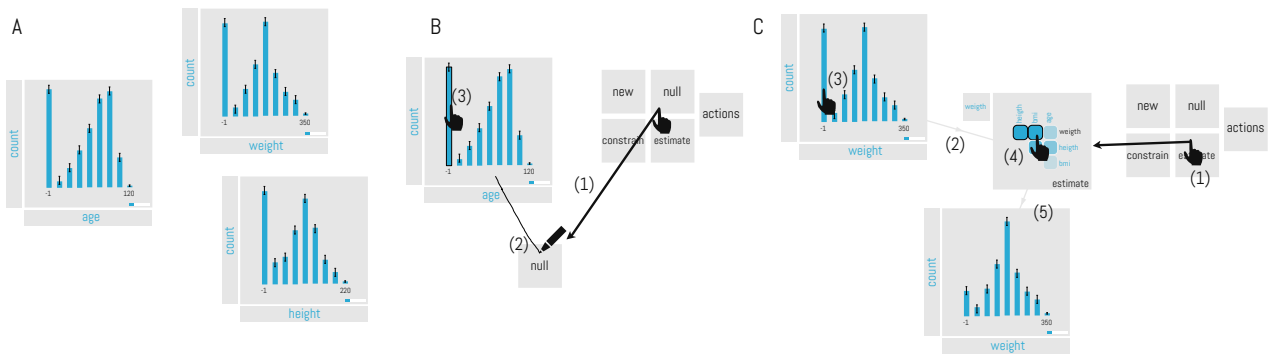 A
count
-1
120
age
count
-1
350
weight
count
-1
220
height
B
count
(3)
-1
120
age
new
null
constrain
estimate
actions
(1)
(2)
null
C
count
(3)
-1
350
weight
(2)
weigth
heigth
bmi
age
weigth
heigth
bmi
(4)
estimate
new
null
constrain
estimate
actions
(1)
(5)
count
-1
350
weight